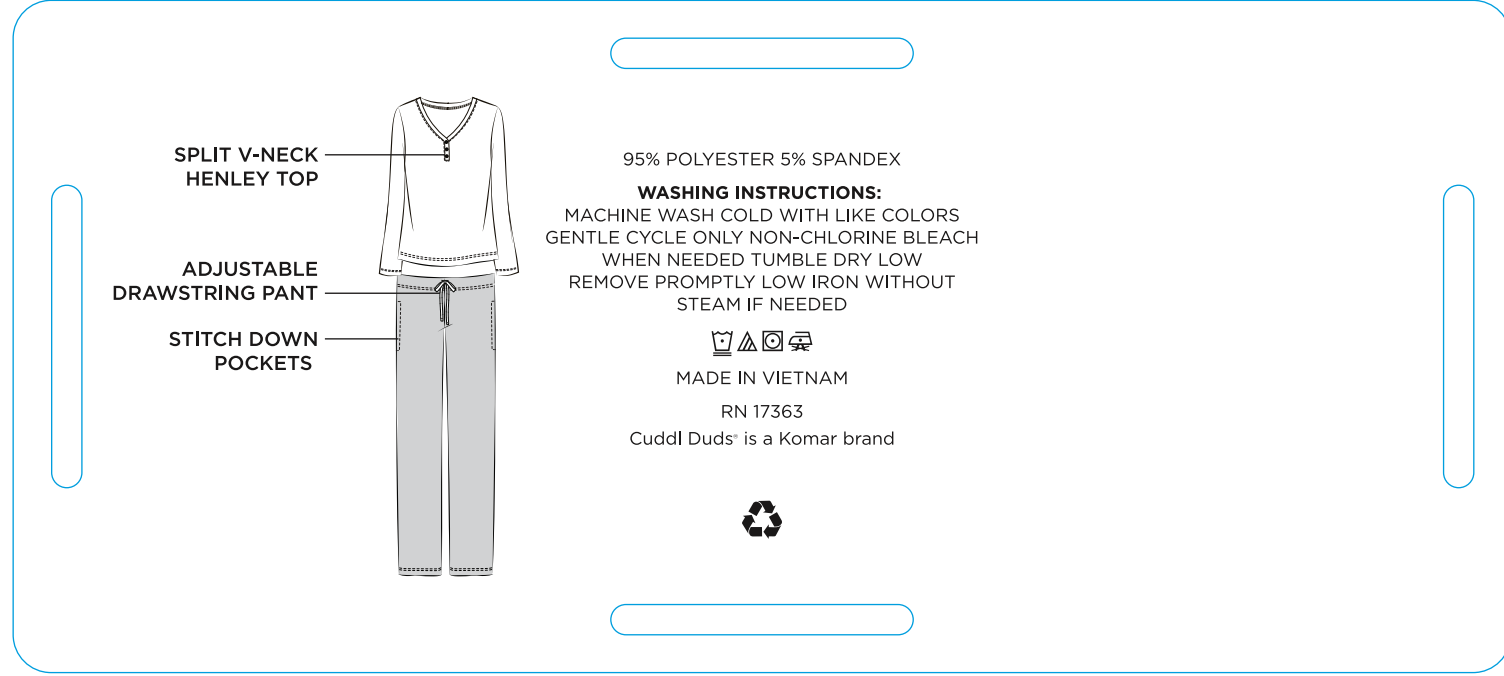 SPLIT V-NECK
HENLEY TOP
ADJUSTABLE
DRAWSTRING PANT
STITCH DOWN
POCKETS
95% POLYESTER 5% SPANDEX
WASHING INSTRUCTIONS:
MACHINE WASH COLD WITH LIKE COLORS
GENTLE CYCLE ONLY NON-CHLORINE BLEACH
WHEN NEEDED TUMBLE DRY LOW
REMOVE PROMPTLY LOW IRON WITHOUT
STEAM IF NEEDED
MADE IN VIETNAM
RN 17363
Cuddl Duds® is a Komar brand